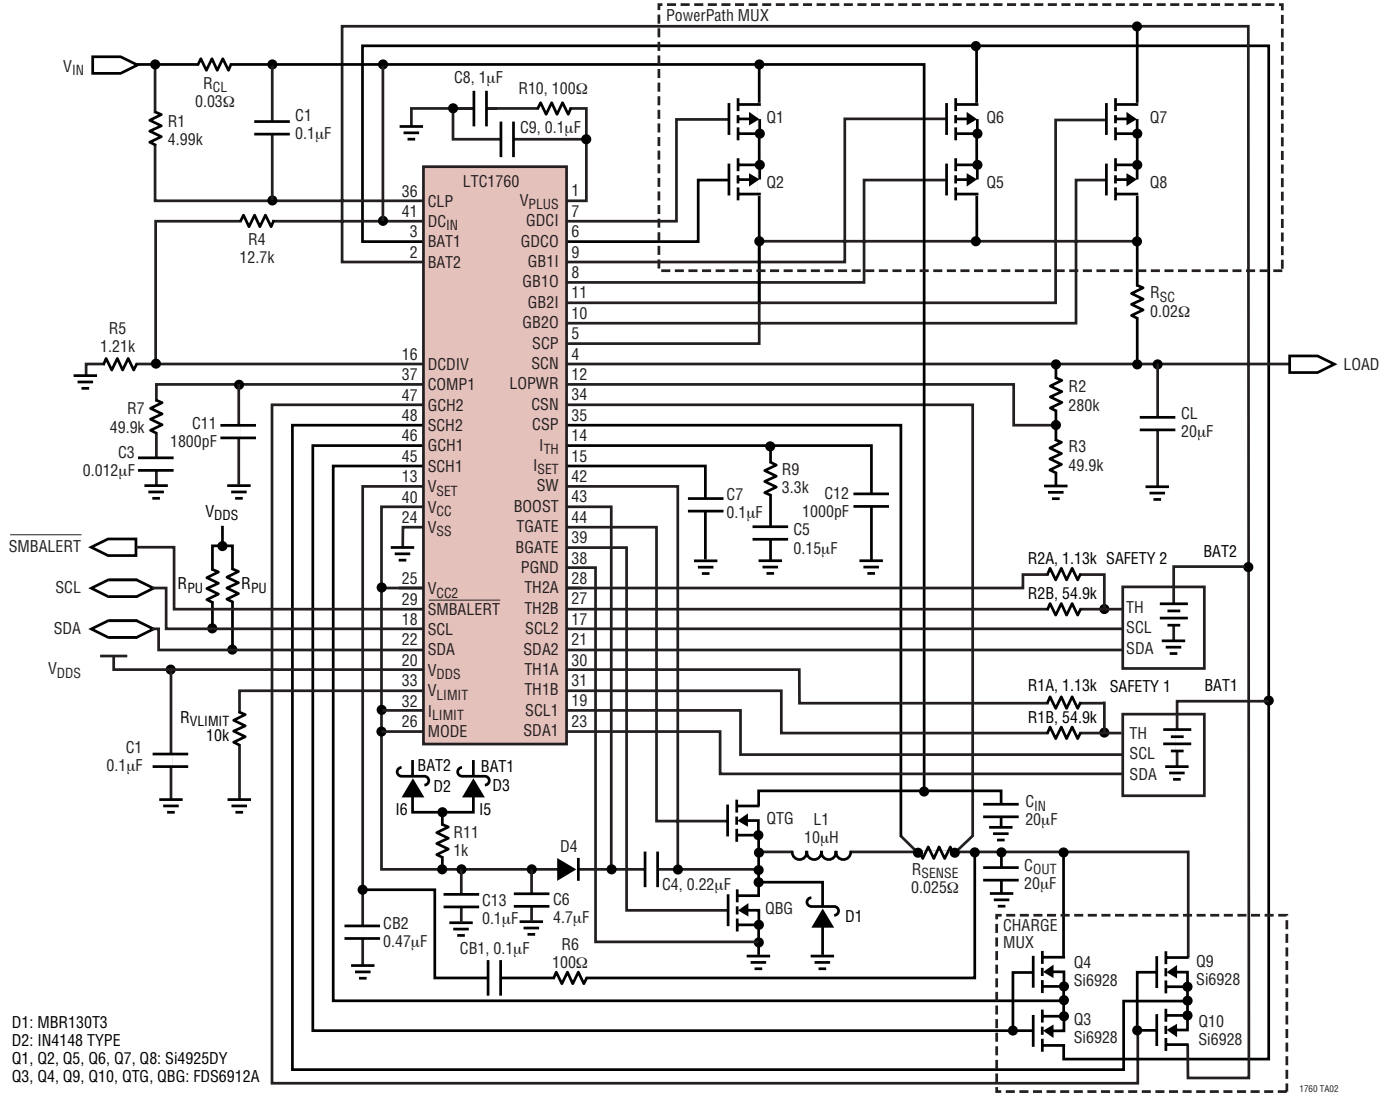 PowerPath MUX
VIN
RCL
0.03Ω
R1
4.99k
C1
0.1µF
C8, 1µF
R10, 100Ω
C9, 0.1µF
Q1
Q2
Q6
Q5
Q7
Q8
LTC1760
36 CLP
41 DCIN
3 BAT1
2 BAT2
16 DCDIV
37 COMP1
47 GCH2
48 SCH2
46 GCH1
45 SCH1
13 VSET
40 VCC
24 VSS
25 VCC2
29 SMBALERT
18 SCL
22 SDA
20 VDDS
33 VLIMIT
32 ILIMIT
26 MODE
VPLUS 1
GDCI 7
GDCO 6
GB1I 9
GB1O 8
GB2I 11
GB2O 10
SCP 5
SCN 4
LOPWR 12
CSN 34
CSP 35
ITH 14
ISET 15
SW 42
BOOST 43
TGATE 44
BGATE 39
PGND 38
TH2A 28
TH2B 27
SCL2 17
SDA2 21
TH1A 30
TH1B 31
SCL1 19
SDA1 23
R4
12.7k
R5
1.21k
R7
49.9k
C3
0.012µF
C11
1800pF
VDDS
SMBALERT
SCL
SDA
RPU
RPU
VDDS
C1
0.1µF
RVLIMIT
10k
RSC
0.02Ω
LOAD
R2
280k
R3
49.9k
CL
20µF
C7
0.1µF
R9
3.3k
C5
0.15µF
C12
1000pF
R2A, 1.13k
SAFETY 2
BAT2
R2B, 54.9k
TH
SCL
SDA
R1A, 1.13k
SAFETY 1
BAT1
R1B, 54.9k
TH
SCL
SDA
BAT2
D2
I6
BAT1
D3
I5
R11
1k
D4
C13
0.1µF
C6
4.7µF
C4, 0.22µF
QTG
QBG
L1
10µH
D1
RSENSE
0.025Ω
CIN
20µF
COUT
20µF
CB2
0.47µF
CB1, 0.1µF
R6
100Ω
CHARGE
MUX
Q4
Si6928
Q3
Si6928
Q9
Si6928
Q10
Si6928
D1: MBR130T3
D2: IN4148 TYPE
Q1, Q2, Q5, Q6, Q7, Q8: Si4925DY
Q3, Q4, Q9, Q10, QTG, QBG: FDS6912A
1760 TA02